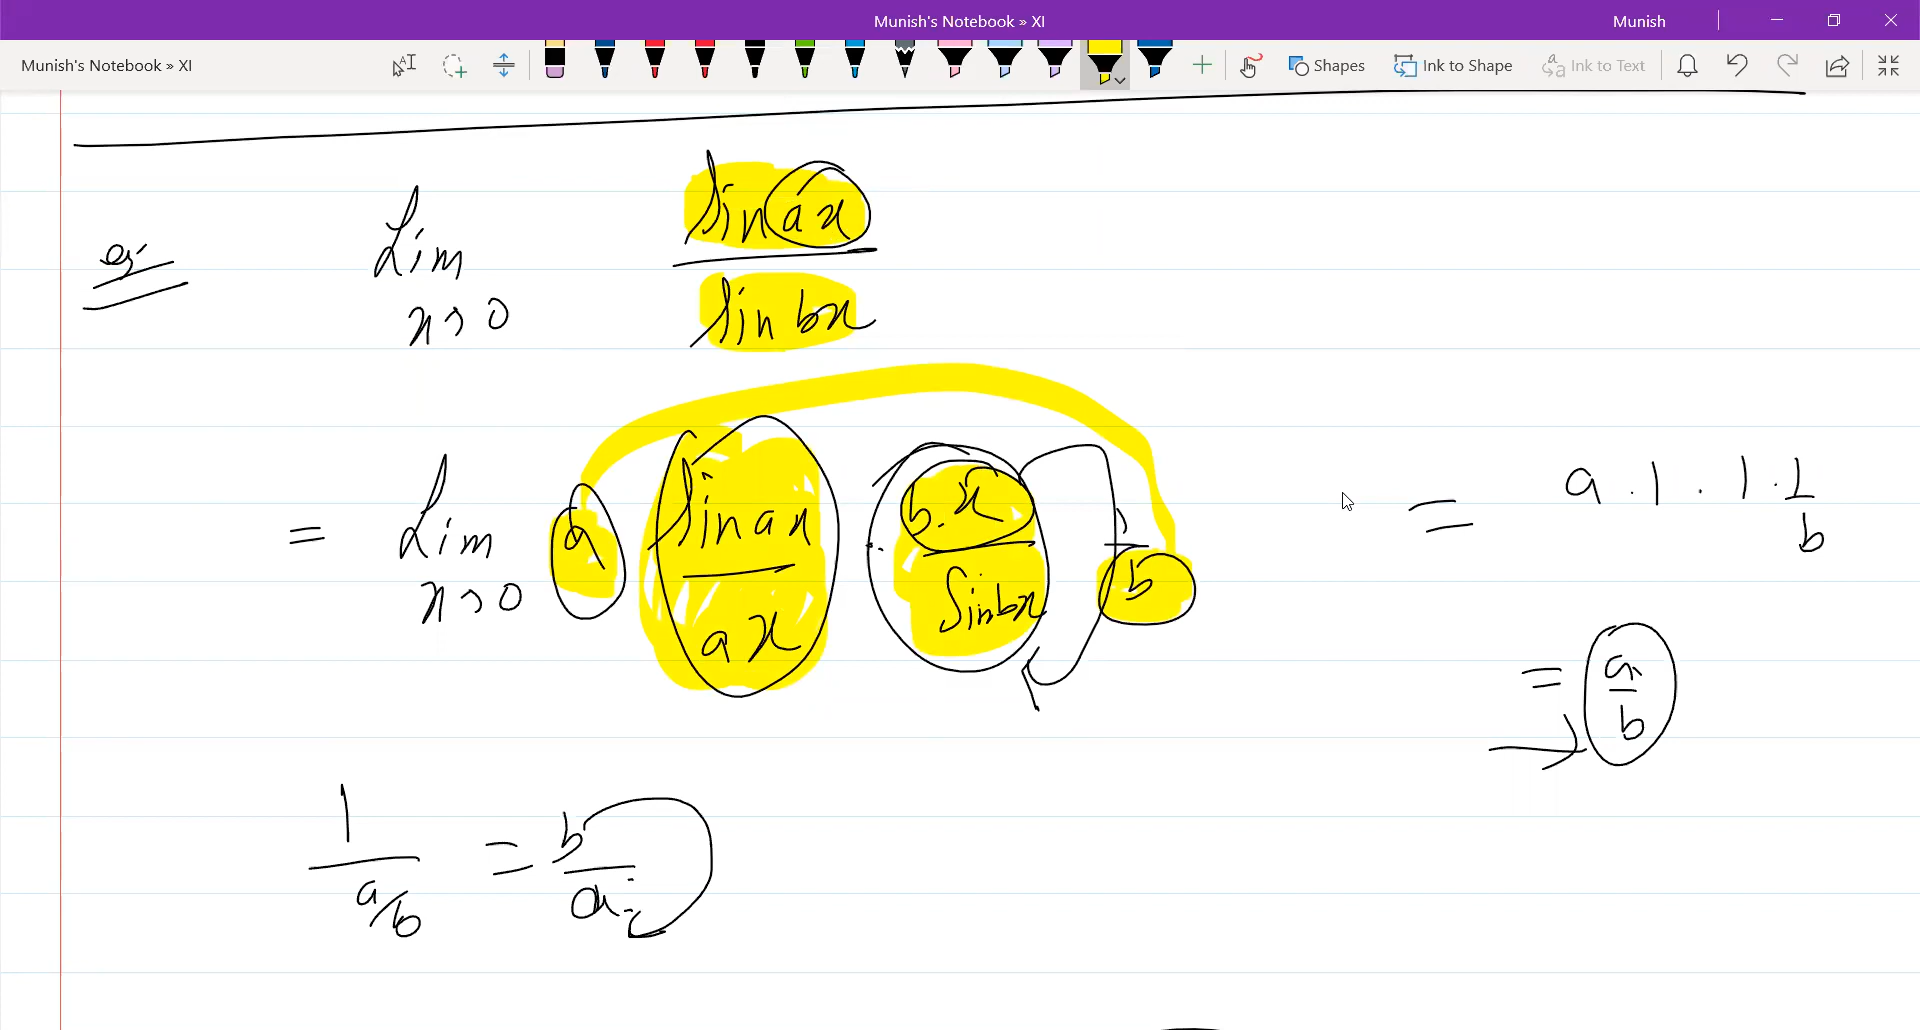 Munish's Notebook » XI
Munish
Munish's Notebook » XI
Shapes
Ink to Shape
Ink to Text
eg
Lim x→0 sin ax / sin bx
= Lim x→0 a sin ax / ax . b.x / sin bx 1/b
= a . 1 . 1 . 1/b
= a/b
1 / a/b = b/a